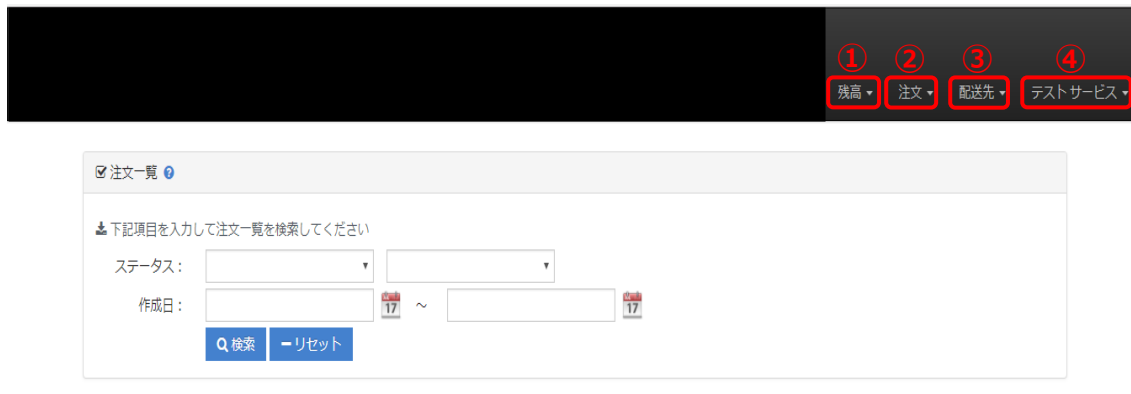 ① ② ③ ④
残高 注文 配送先 テストサービス
注文一覧 ?
下記項目を入力して注文一覧を検索してください
ステータス：
作成日： 17 ～ 17
検索 リセット